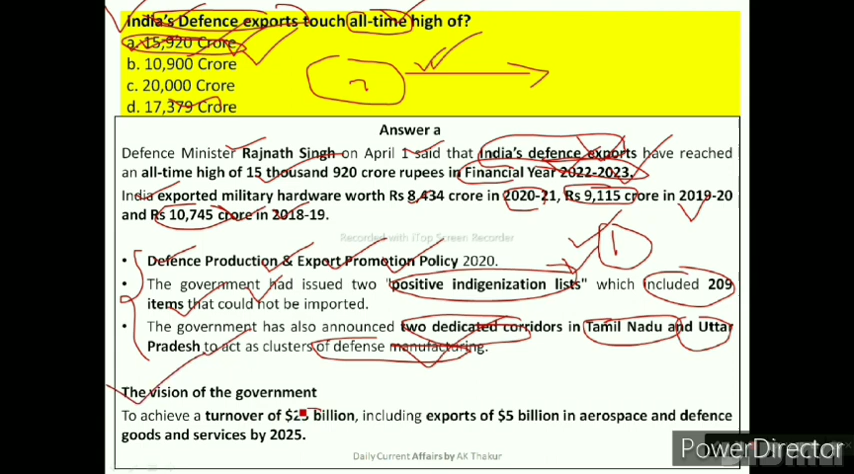 India's Defence exports touch all-time high of?
a. 15,920 Crore
b. 10,900 Crore
c. 20,000 Crore
d. 17,379 Crore
Answer a
Defence Minister Rajnath Singh on April 1 said that India's defence exports have reached
an all-time high of 15 thousand 920 crore rupees in Financial Year 2022-2023.
India exported military hardware worth Rs 8,434 crore in 2020-21, Rs 9,115 crore in 2019-20
and Rs 10,745 crore in 2018-19.
Recorded with iTop Screen Recorder
1
• Defence Production & Export Promotion Policy 2020.
• The government had issued two "positive indigenization lists" which included 209
items that could not be imported.
• The government has also announced two dedicated corridors in Tamil Nadu and Uttar
Pradesh to act as clusters of defense manufacturing.
The vision of the government
To achieve a turnover of $25 billion, including exports of $5 billion in aerospace and defence
goods and services by 2025.
Daily Current Affairs by AK Thakur
PowerDirector